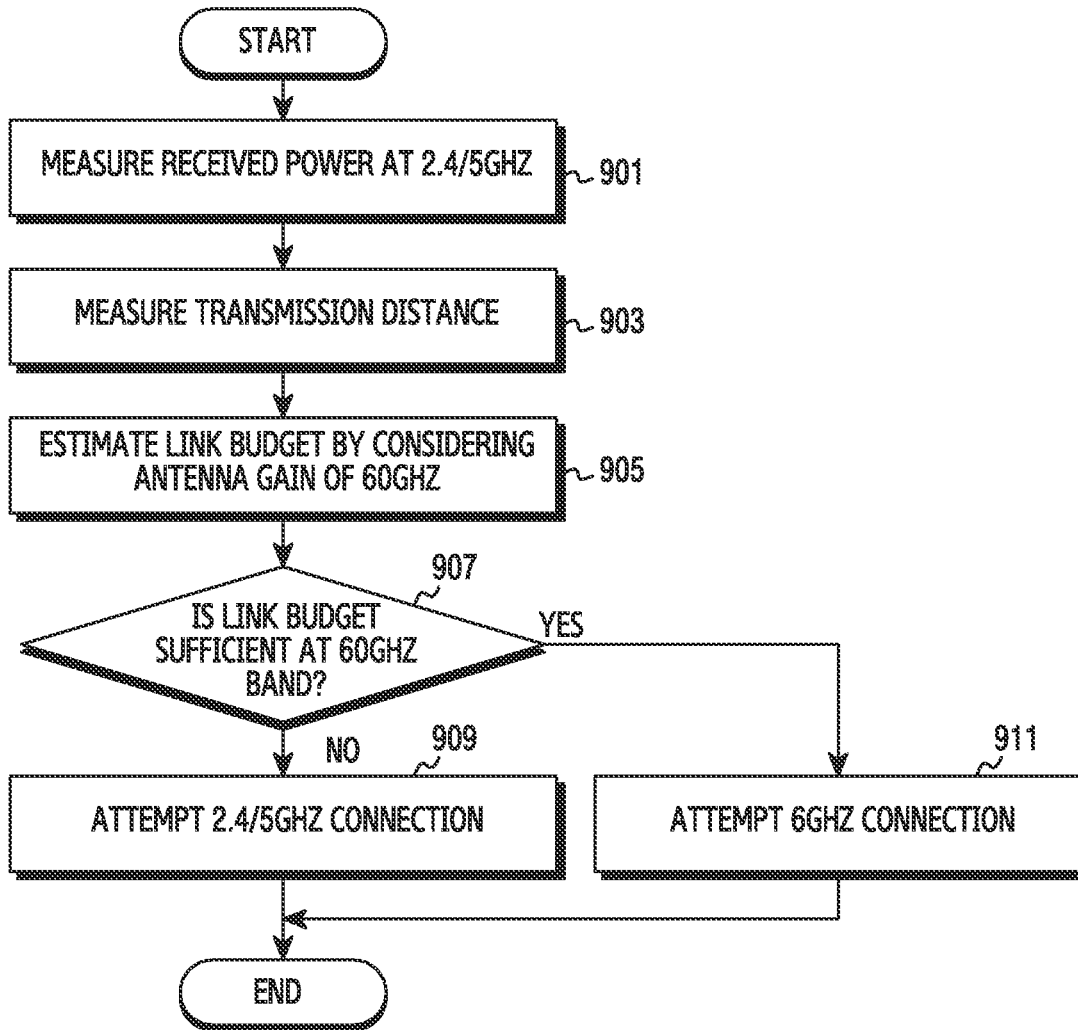 START
MEASURE RECEIVED POWER AT 2.4/5GHZ
901
MEASURE TRANSMISSION DISTANCE
903
ESTIMATE LINK BUDGET BY CONSIDERING
ANTENNA GAIN OF 60GHZ
905
907
IS LINK BUDGET
SUFFICIENT AT 60GHZ
BAND?
YES
NO
909
ATTEMPT 2.4/5GHZ CONNECTION
911
ATTEMPT 6GHZ CONNECTION
END